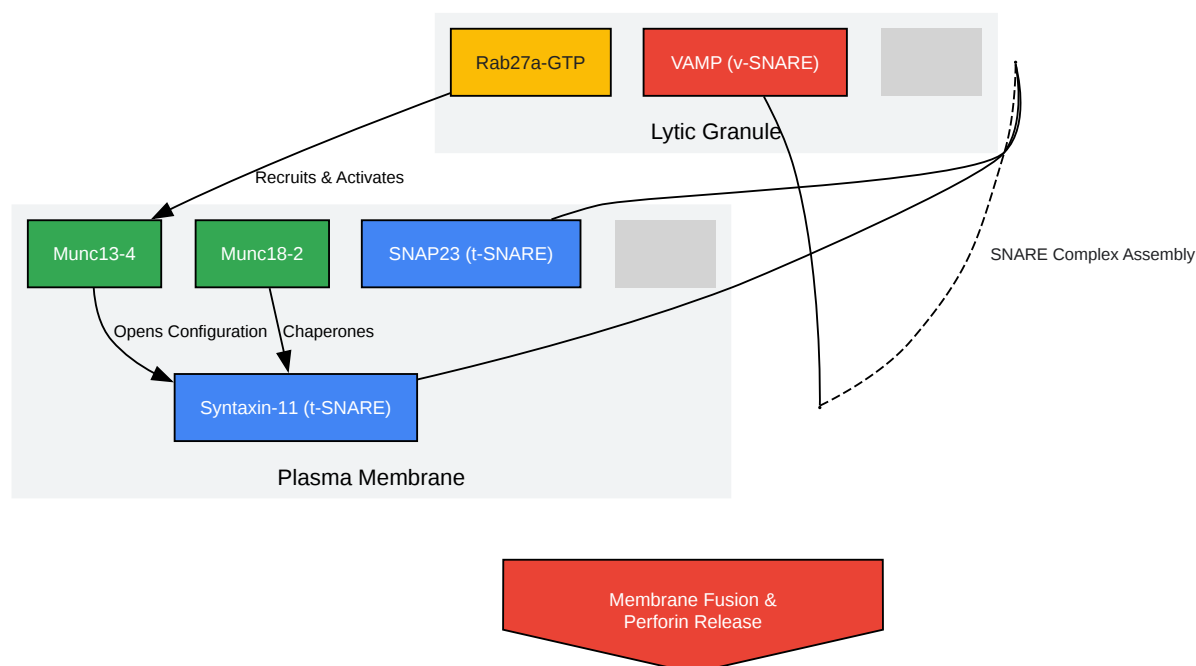 Rab27a-GTP
VAMP (v-SNARE)
Lytic Granule
Recruits & Activates
Munc13-4
Munc18-2
SNAP23 (t-SNARE)
SNARE Complex Assembly
Opens Configuration
Chaperones
Syntaxin-11 (t-SNARE)
Plasma Membrane
Membrane Fusion &
Perforin Release